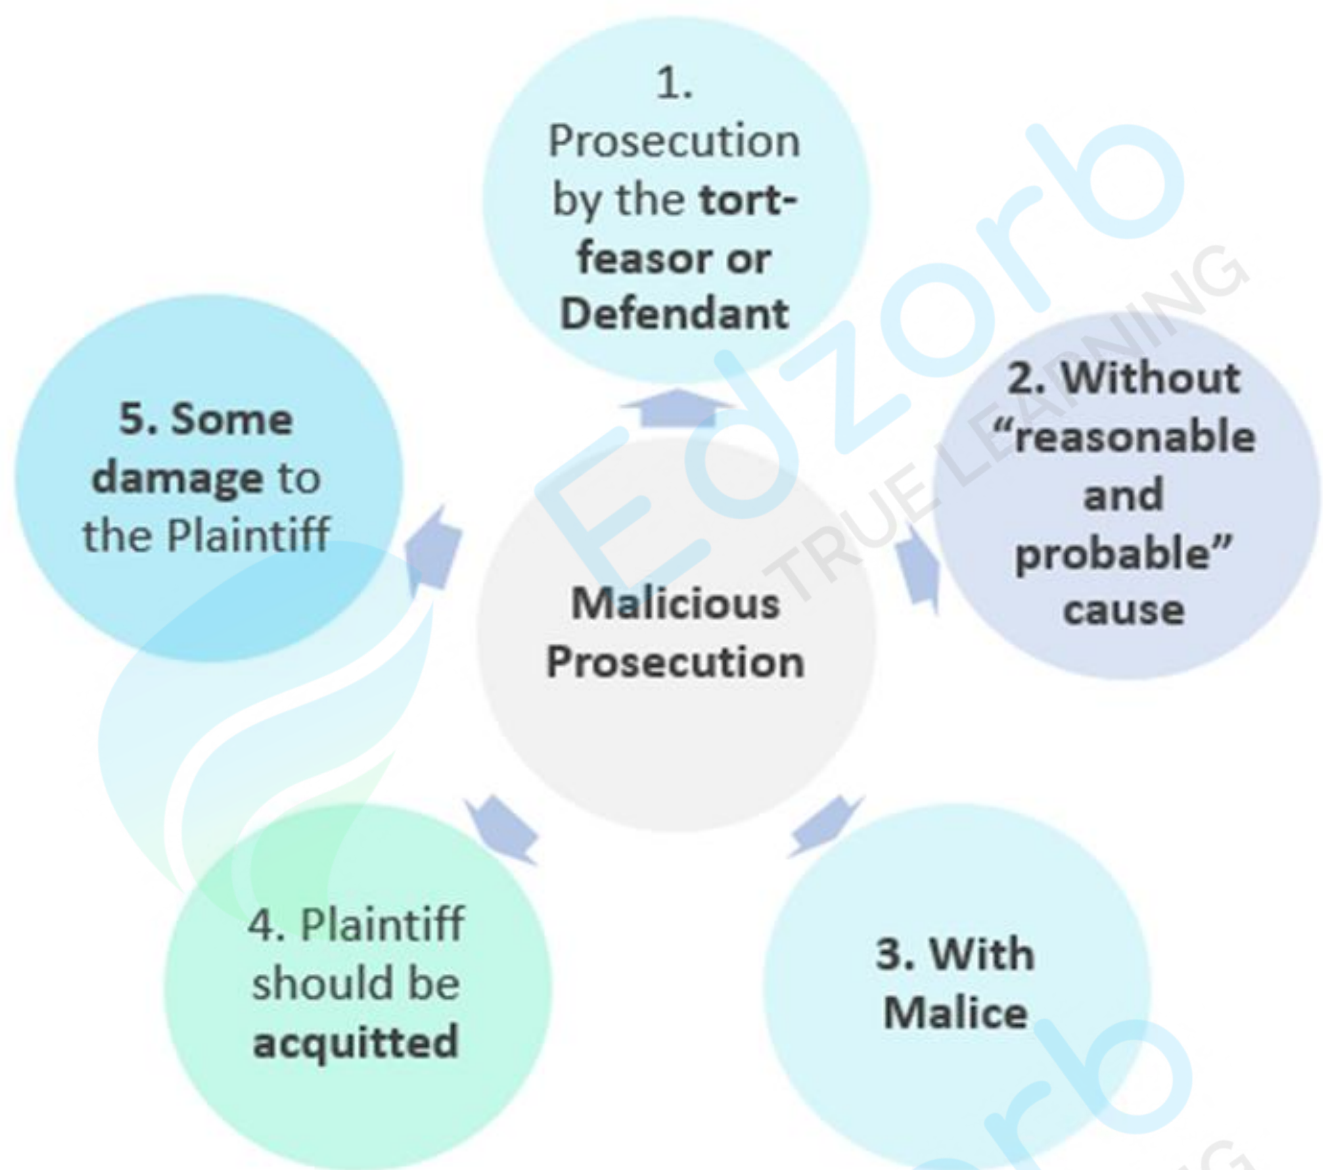 1.
Prosecution
by the tort-
feasor or
Defendant
2. Without
“reasonable
and
probable”
cause
3. With
Malice
4. Plaintiff
should be
acquitted
5. Some
damage to
the Plaintiff
Malicious
Prosecution
Edzorb
TRUE LEARNING
rb
G